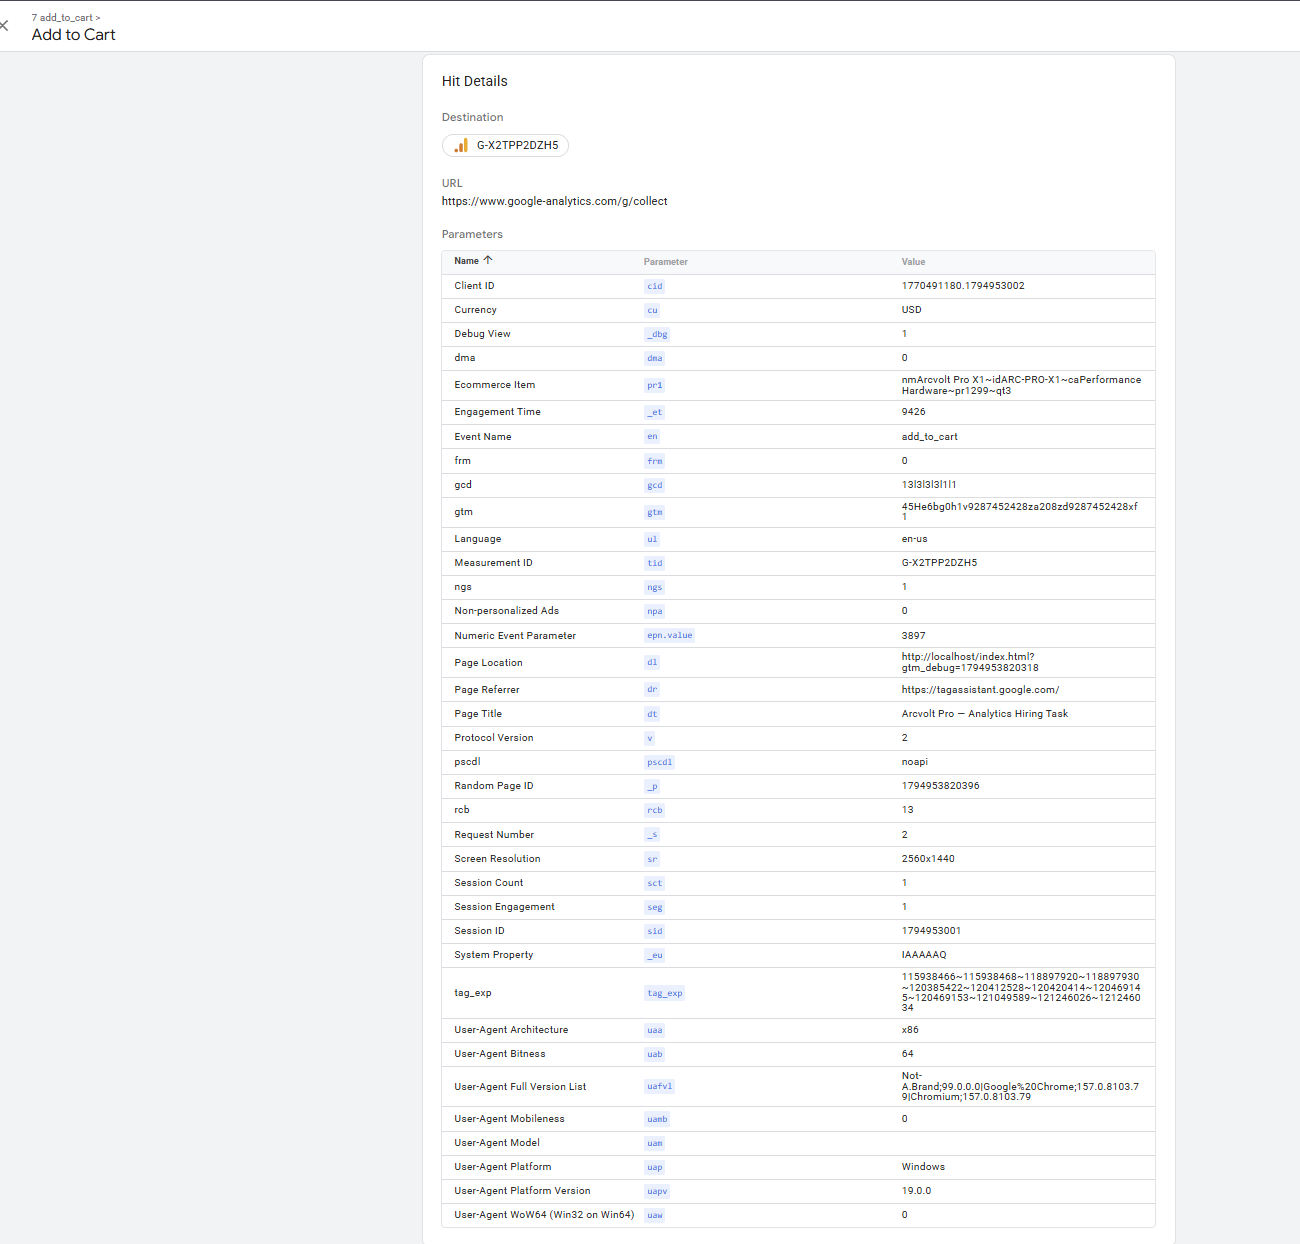 7 add_to_cart >
Add to Cart
Hit Details
Destination
G-X2TPP2DZH5
URL
https://www.google-analytics.com/g/collect
Parameters
Name ↑ Parameter Value
Client ID cid 1770491180.1794953002
Currency cu USD
Debug View _dbg 1
dma dma 0
Ecommerce Item pr1 nmArcvolt Pro X1~idARC-PRO-X1~caPerformance
Hardware~pr1299~qt3
Engagement Time _et 9426
Event Name en add_to_cart
frm frm 0
gcd gcd 13l3l3l3l1l1
gtm gtm 45He6bg0h1v9287452428za208zd9287452428xf
1
Language ul en-us
Measurement ID tid G-X2TPP2DZH5
ngs ngs 1
Non-personalized Ads npa 0
Numeric Event Parameter epn.value 3897
Page Location dl http://localhost/index.html?
gtm_debug=1794953820318
Page Referrer dr https://tagassistant.google.com/
Page Title dt Arcvolt Pro — Analytics Hiring Task
Protocol Version v 2
pscdl pscdl noapi
Random Page ID _p 1794953820396
rcb rcb 13
Request Number _s 2
Screen Resolution sr 2560x1440
Session Count sct 1
Session Engagement seg 1
Session ID sid 1794953001
System Property _eu IAAAAAQ
tag_exp tag_exp 115938466~115938468~118897920~118897930
~120385422~120412528~120420414~12046914
5~120469153~121049589~121246026~1212460
34
User-Agent Architecture uaa x86
User-Agent Bitness uab 64
User-Agent Full Version List uafvl Not-
A.Brand;99.0.0.0|Google%20Chrome;157.0.8103.7
9|Chromium;157.0.8103.79
User-Agent Mobileness uamb 0
User-Agent Model uam
User-Agent Platform uap Windows
User-Agent Platform Version uapv 19.0.0
User-Agent WoW64 (Win32 on Win64) uaw 0